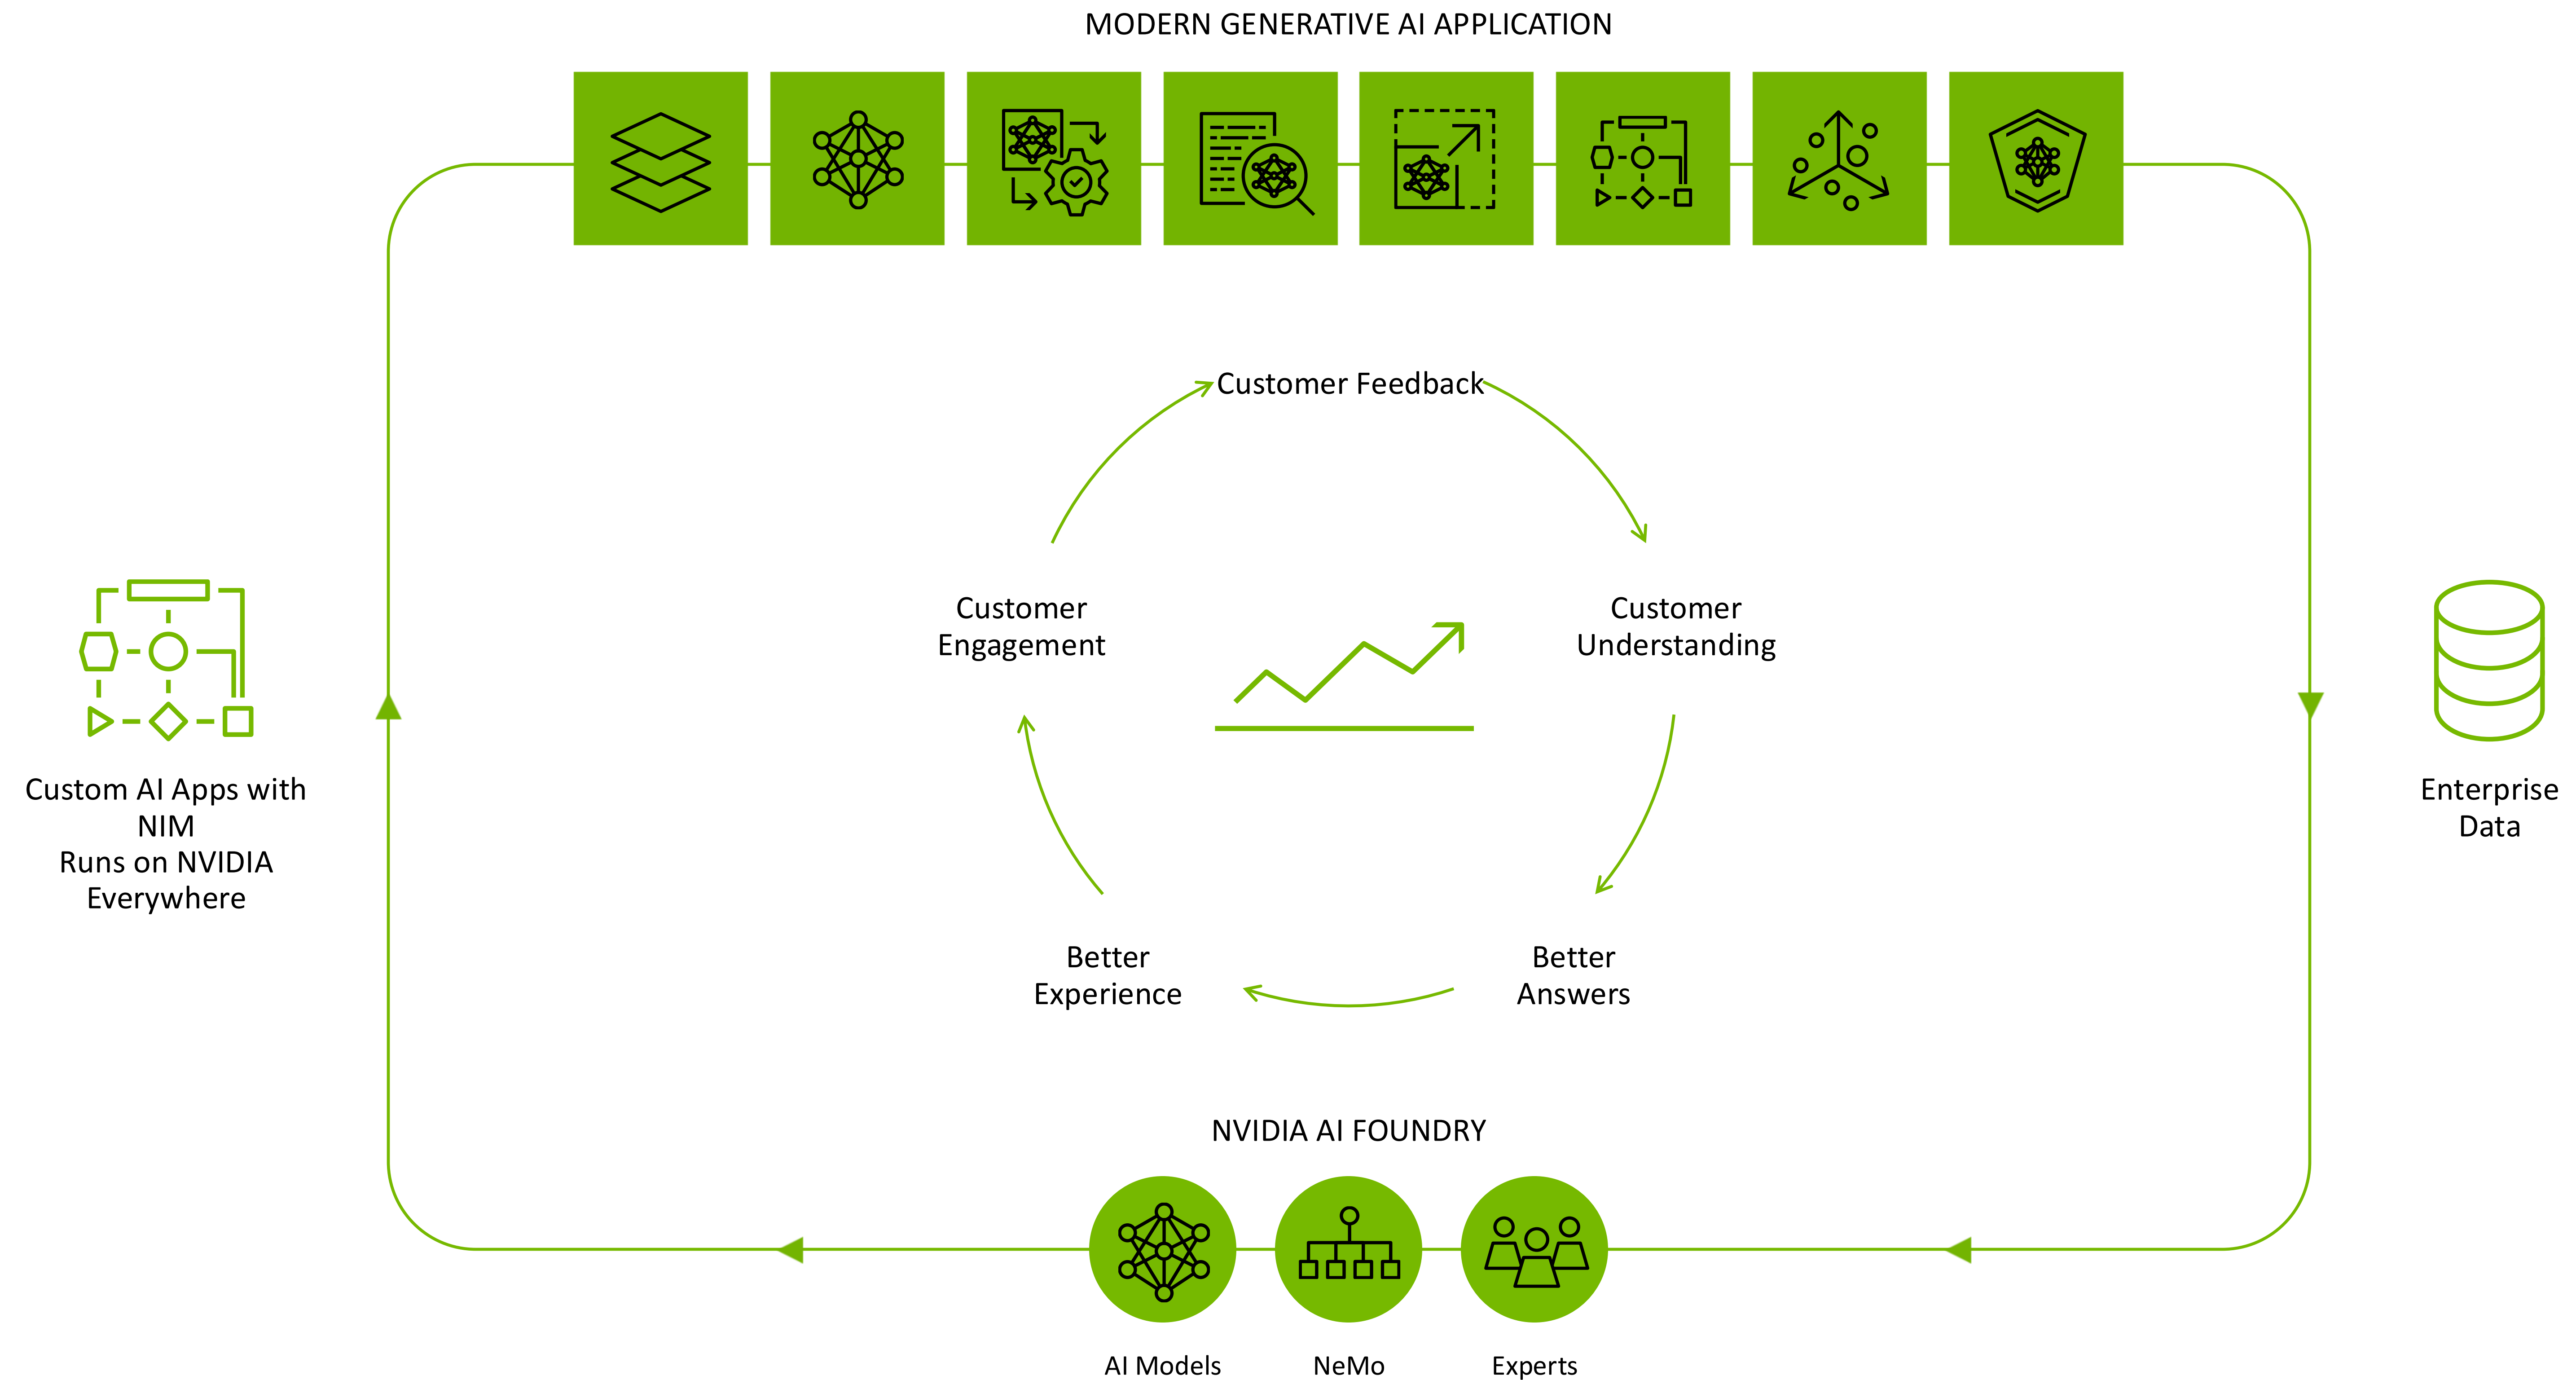 MODERN GENERATIVE AI APPLICATION
Customer Feedback
Customer
Engagement
Customer
Understanding
Custom AI Apps with
NIM
Runs on NVIDIA
Everywhere
Enterprise
Data
Better
Experience
Better
Answers
NVIDIA AI FOUNDRY
AI Models
NeMo
Experts